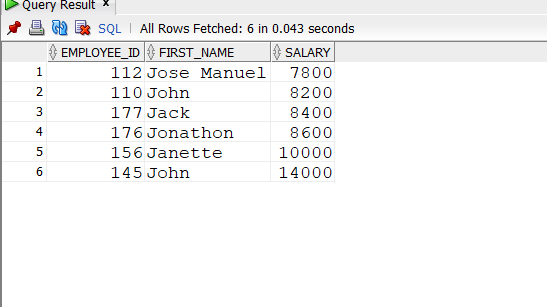 Query Result x
SQL | All Rows Fetched: 6 in 0.043 seconds
EMPLOYEE_ID FIRST_NAME SALARY
1 112 Jose Manuel 7800
2 110 John 8200
3 177 Jack 8400
4 176 Jonathon 8600
5 156 Janette 10000
6 145 John 14000